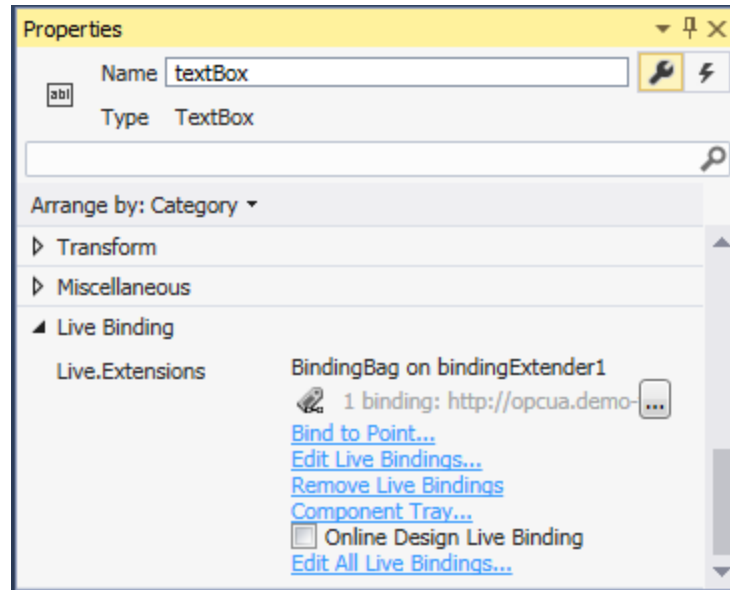 Properties
Name textBox
abl
Type TextBox
Arrange by: Category
Transform
Miscellaneous
Live Binding
Live.Extensions BindingBag on bindingExtender1
1 binding: http://opcua.demo- ...
Bind to Point...
Edit Live Bindings...
Remove Live Bindings
Component Tray...
Online Design Live Binding
Edit All Live Bindings...